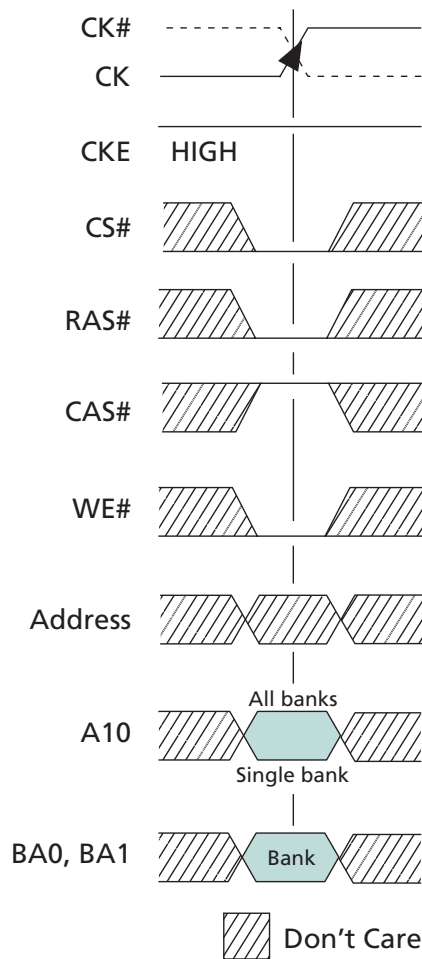 CK#
CK
CKE HIGH
CS#
RAS#
CAS#
WE#
Address
All banks
A10
Single bank
BA0, BA1 Bank
Don't Care